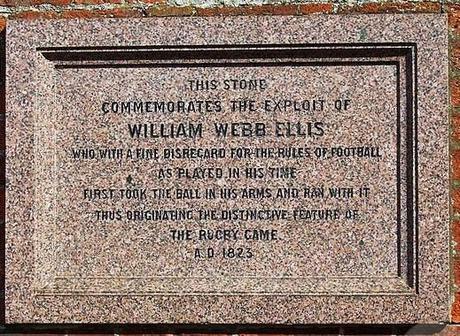 THIS STONE
COMMEMORATES THE EXPLOIT OF
WILLIAM WEBB ELLIS
WHO WITH A FINE DISREGARD FOR THE RULES OF FOOTBALL
AS PLAYED IN HIS TIME
FIRST TOOK THE BALL IN HIS ARMS AND RAN WITH IT
THUS ORIGINATING THE DISTINCTIVE FEATURE OF
THE RUGBY GAME
A.D. 1823